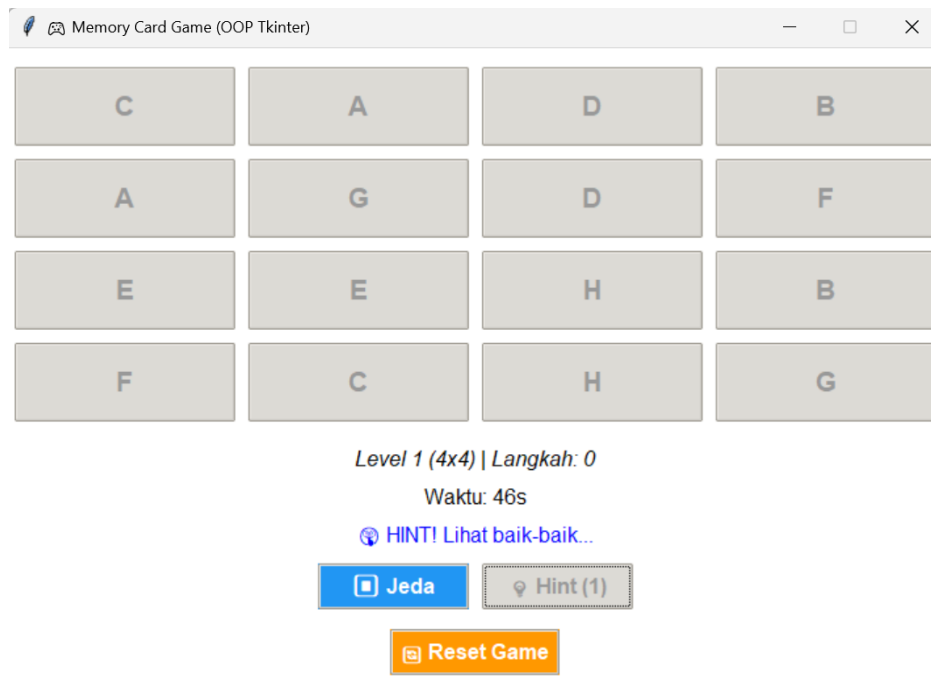 Memory Card Game (OOP Tkinter)
C A D B
A G D F
E E H B
F C H G
Level 1 (4x4) | Langkah: 0
Waktu: 46s
HINT! Lihat baik-baik...
Jeda Hint (1)
Reset Game